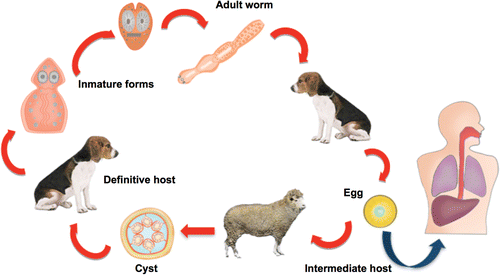 Adult worm
Inmature forms
Definitive host
Egg
Cyst
Intermediate host